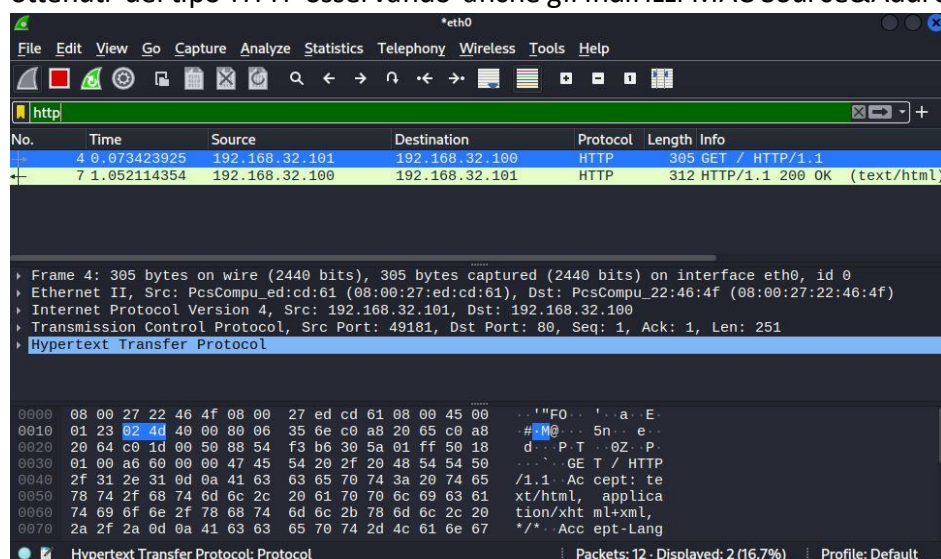 *eth0
File Edit View Go Capture Analyze Statistics Telephony Wireless Tools Help
http
No. Time Source Destination Protocol Length Info
4 0.073423925 192.168.32.101 192.168.32.100 HTTP 305 GET / HTTP/1.1
7 1.052114354 192.168.32.100 192.168.32.101 HTTP 312 HTTP/1.1 200 OK (text/html)
Frame 4: 305 bytes on wire (2440 bits), 305 bytes captured (2440 bits) on interface eth0, id 0
Ethernet II, Src: PcsCompu_ed:cd:61 (08:00:27:ed:cd:61), Dst: PcsCompu_22:46:4f (08:00:27:22:46:4f)
Internet Protocol Version 4, Src: 192.168.32.101, Dst: 192.168.32.100
Transmission Control Protocol, Src Port: 49181, Dst Port: 80, Seq: 1, Ack: 1, Len: 251
Hypertext Transfer Protocol
0000 08 00 27 22 46 4f 08 00 27 ed cd 61 08 00 45 00 ··'"FO·· '··a··E·
0010 01 23 02 4d 40 00 80 06 35 6e c0 a8 20 65 c0 a8 ·#·M@··· 5n·· e··
0020 20 64 c0 1d 00 50 88 54 f3 b6 30 5a 01 ff 50 18 d···P·T ··0Z··P·
0030 01 00 a6 60 00 00 47 45 54 20 2f 20 48 54 54 50 ···`··GE T / HTTP
0040 2f 31 2e 31 0d 0a 41 63 63 65 70 74 3a 20 74 65 /1.1··Ac cept: te
0050 78 74 2f 68 74 6d 6c 2c 20 61 70 70 6c 69 63 61 xt/html, applica
0060 74 69 6f 6e 2f 78 68 74 6d 6c 2b 78 6d 6c 2c 20 tion/xht ml+xml,
0070 2a 2f 2a 0d 0a 41 63 63 65 70 74 2d 4c 61 6e 67 */*··Acc ept-Lang
Hypertext Transfer Protocol: Protocol Packets: 12 · Displayed: 2 (16.7%) Profile: Default